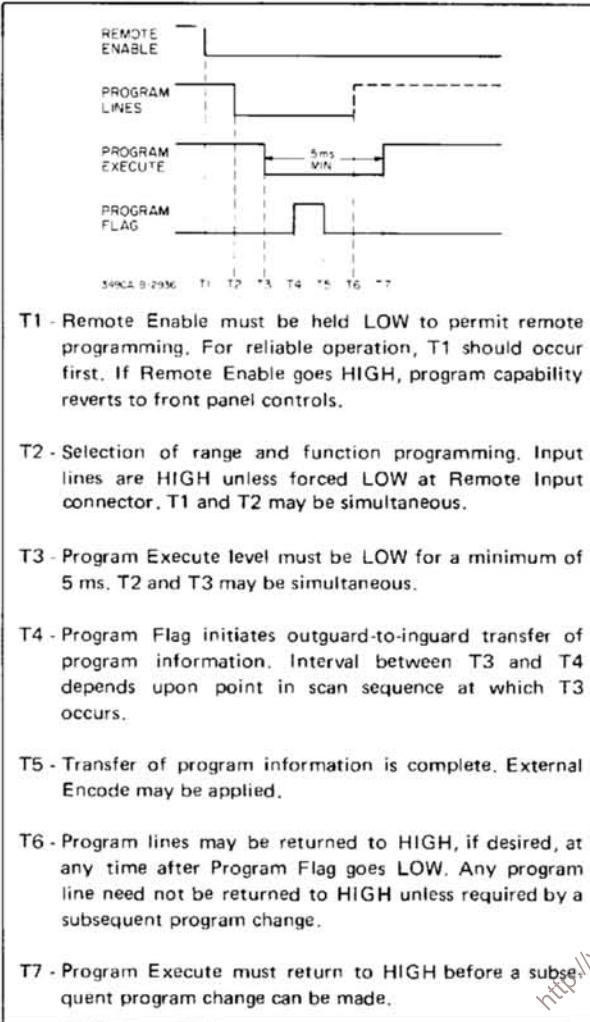 REMOTE
ENABLE
PROGRAM
LINES
PROGRAM
EXECUTE
5ms
MIN
PROGRAM
FLAG
3490A B-2936 T1 T2 T3 T4 T5 T6 T7
T1 - Remote Enable must be held LOW to permit remote
programming. For reliable operation, T1 should occur
first. If Remote Enable goes HIGH, program capability
reverts to front panel controls.
T2 - Selection of range and function programming. Input
lines are HIGH unless forced LOW at Remote Input
connector. T1 and T2 may be simultaneous.
T3 - Program Execute level must be LOW for a minimum of
5 ms. T2 and T3 may be simultaneous.
T4 - Program Flag initiates outguard-to-inguard transfer of
program information. Interval between T3 and T4
depends upon point in scan sequence at which T3
occurs.
T5 - Transfer of program information is complete. External
Encode may be applied.
T6 - Program lines may be returned to HIGH, if desired, at
any time after Program Flag goes LOW. Any program
line need not be returned to HIGH unless required by a
subsequent program change.
T7 - Program Execute must return to HIGH before a subse-
quent program change can be made.
http://